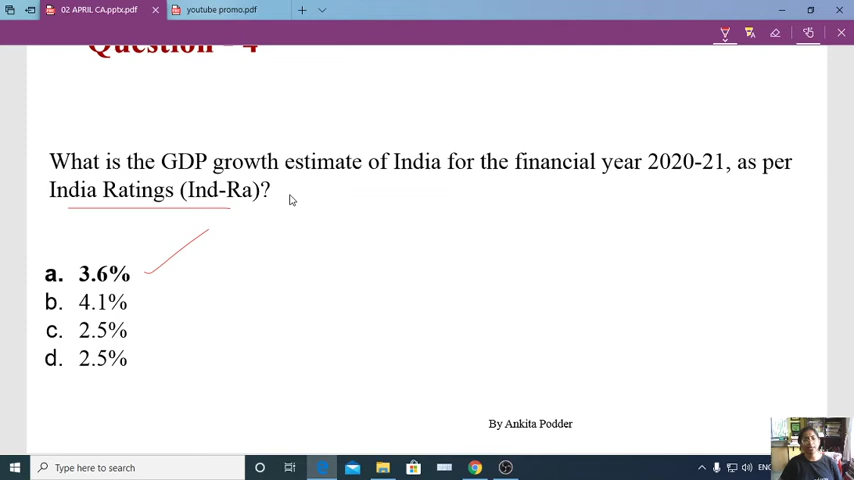 02 APRIL CA.pptx.pdf
youtube promo.pdf
Question - 4
What is the GDP growth estimate of India for the financial year 2020-21, as per
India Ratings (Ind-Ra)?
a. 3.6%
b. 4.1%
c. 2.5%
d. 2.5%
By Ankita Podder
Type here to search
ENG